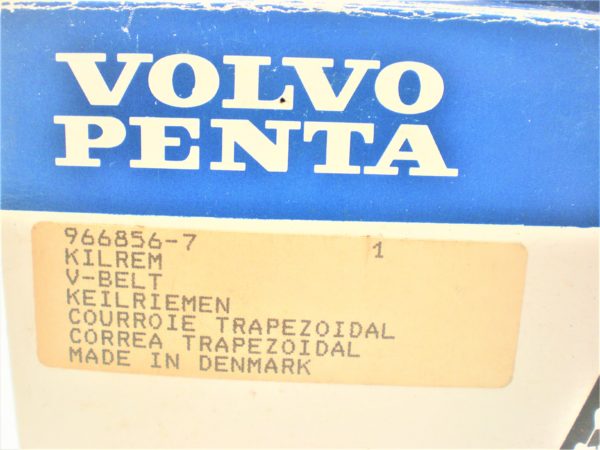 VOLVO
PENTA
966856-7 1
KILREM
V-BELT
KEILRIEMEN
COURROIE TRAPEZOIDAL
CORREA TRAPEZOIDAL
MADE IN DENMARK